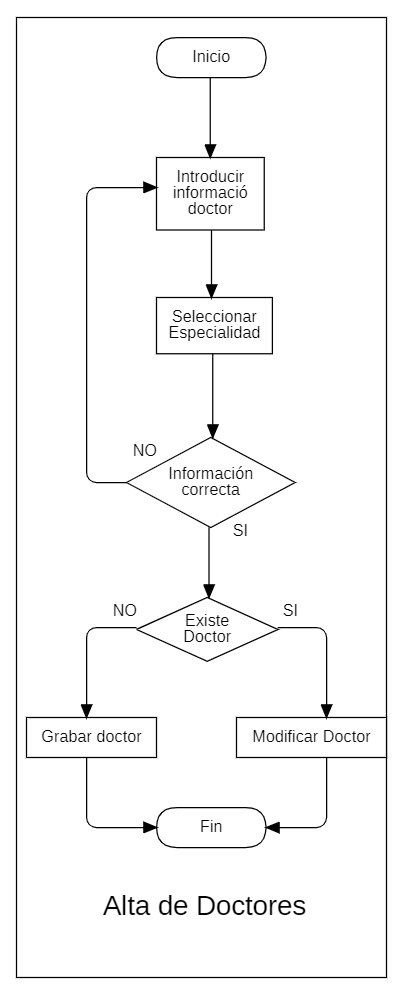 Inicio
Introducir
informació
doctor
Seleccionar
Especialidad
NO
Información
correcta
SI
NO
Existe
Doctor
SI
Grabar doctor
Modificar Doctor
Fin
Alta de Doctores